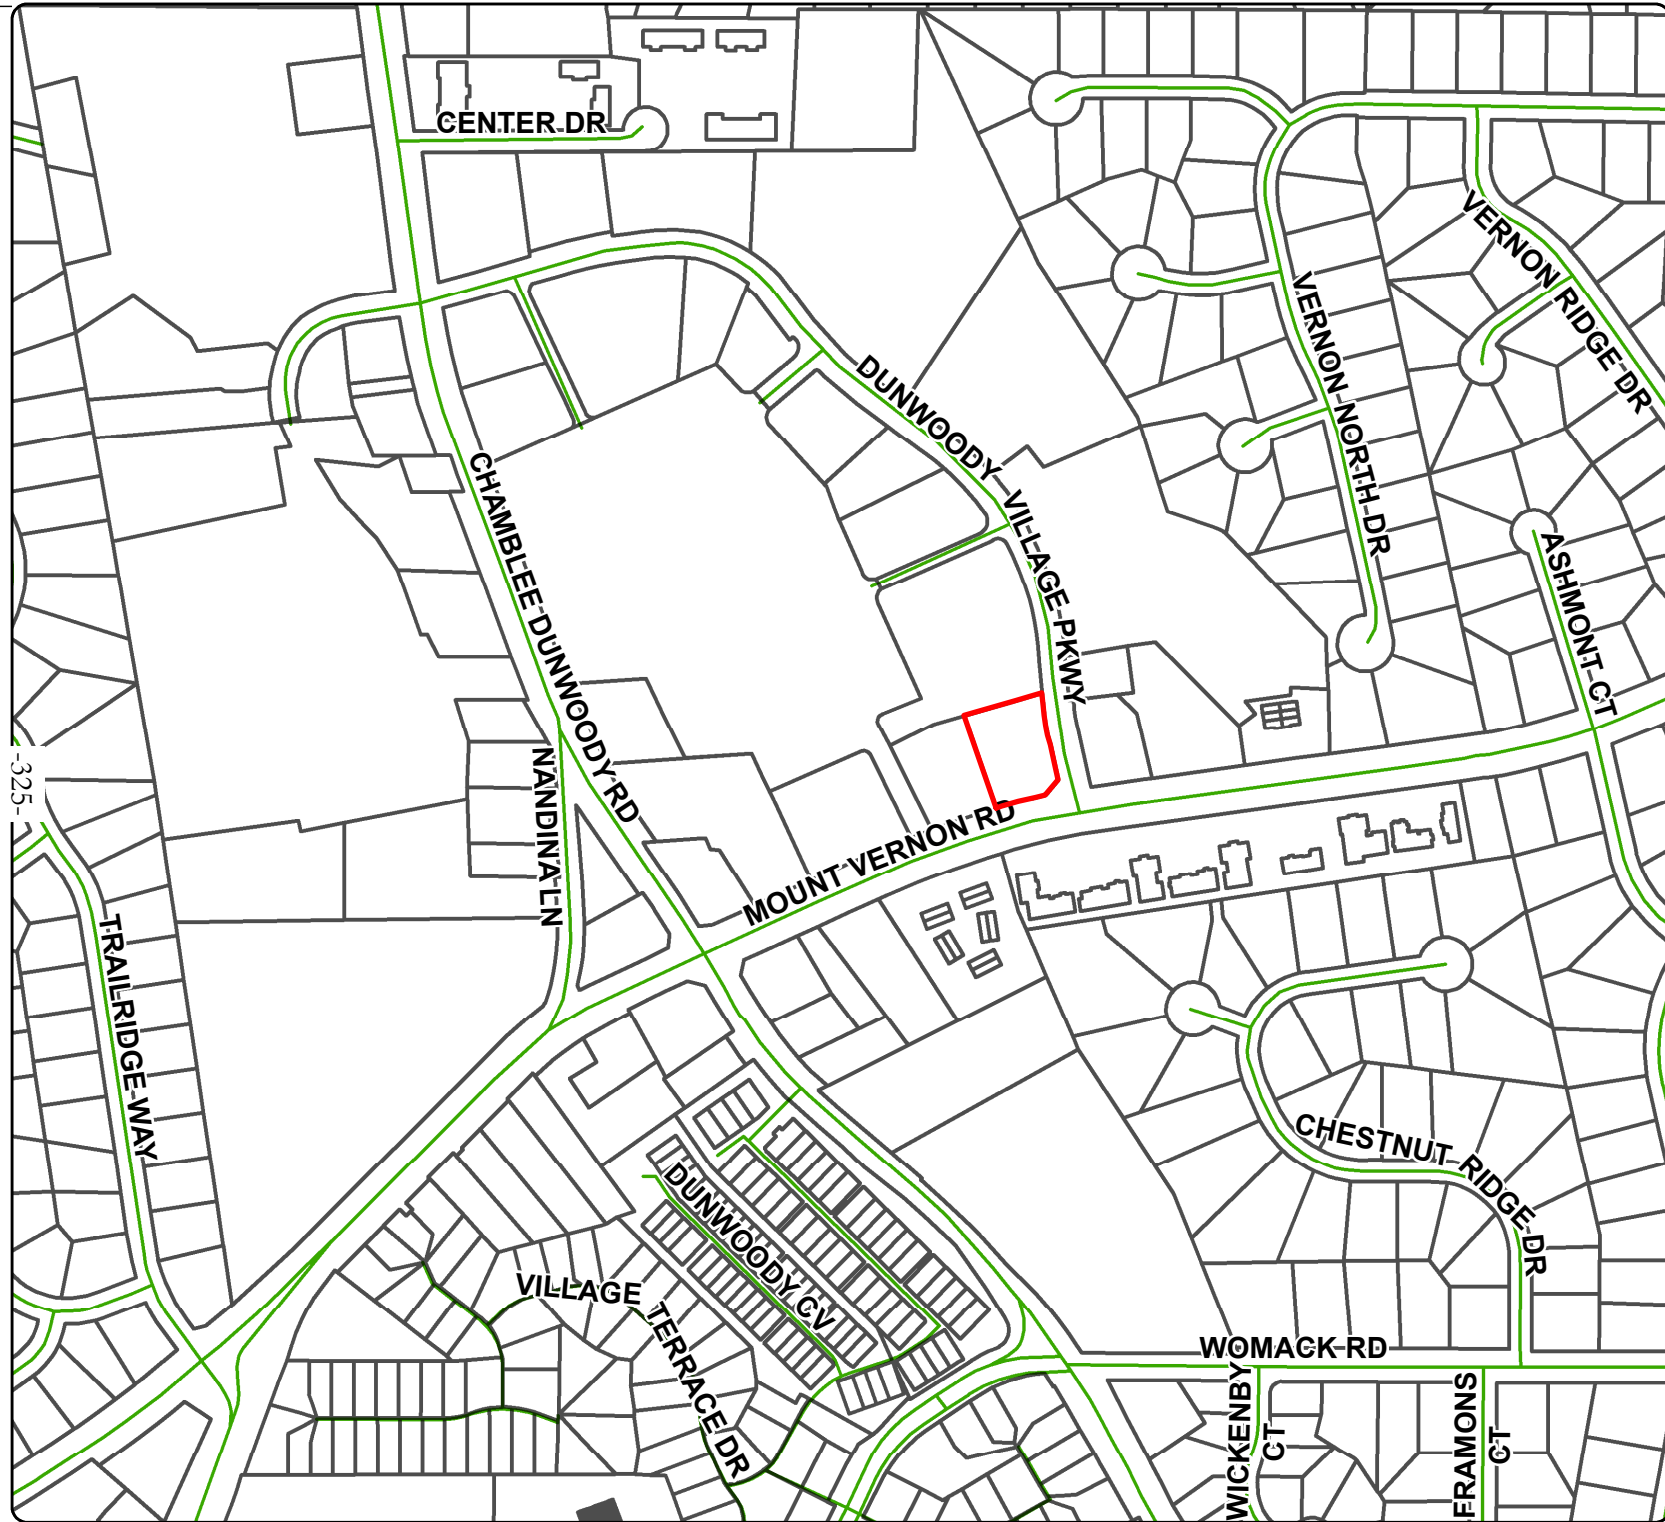 CENTER DR
VERNON RIDGE DR
VERNON NORTH DR
DUNWOODY VILLAGE PKWY
CHAMBLEE DUNWOODY RD
ASHMONT CT
NANDINA LN
-325-
MOUNT VERNON RD
TRAILRIDGE WAY
CHESTNUT RIDGE DR
DUNWOODY CV
VILLAGE TERRACE DR
WOMACK RD
WICKENBY CT
FRAMONS CT